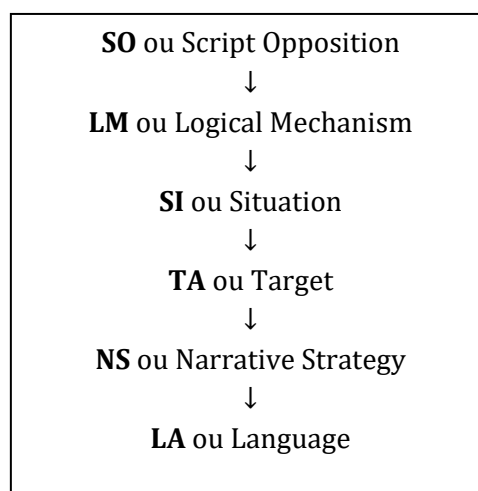 SO ou Script Opposition
↓
LM ou Logical Mechanism
↓
SI ou Situation
↓
TA ou Target
↓
NS ou Narrative Strategy
↓
LA ou Language